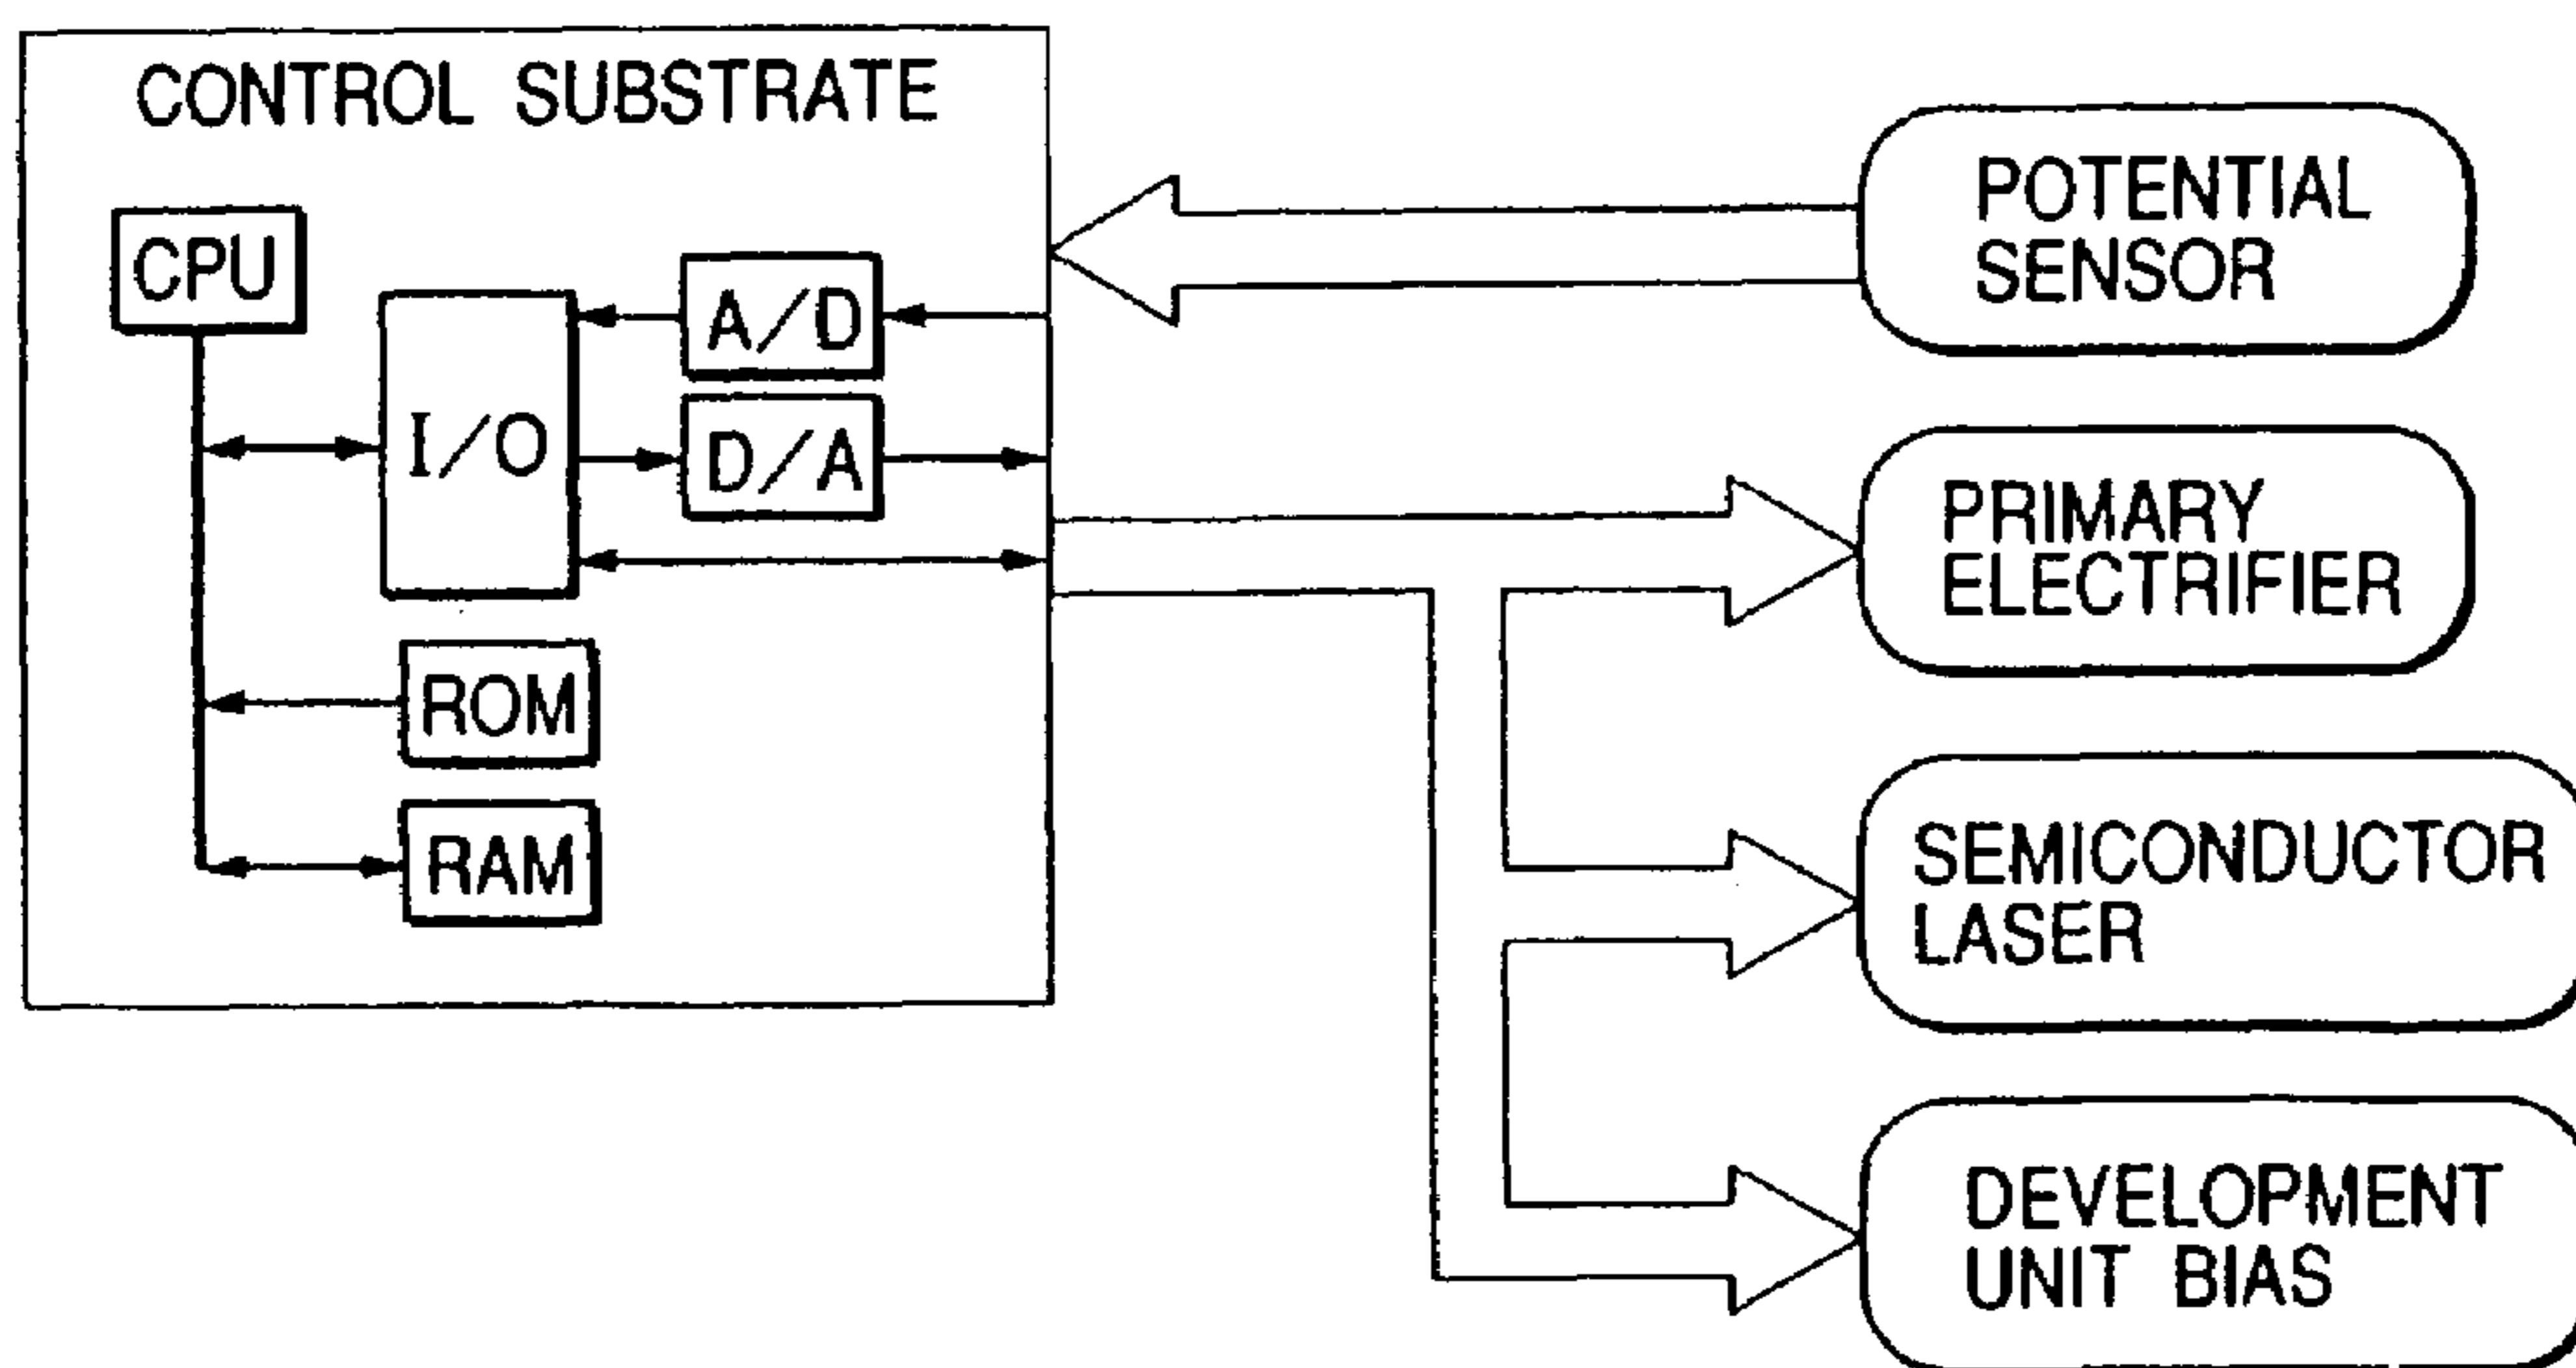 CONTROL SUBSTRATE
CPU
A/D
I/O
D/A
ROM
RAM
POTENTIAL
SENSOR
PRIMARY
ELECTRIFIER
SEMICONDUCTOR
LASER
DEVELOPMENT
UNIT BIAS